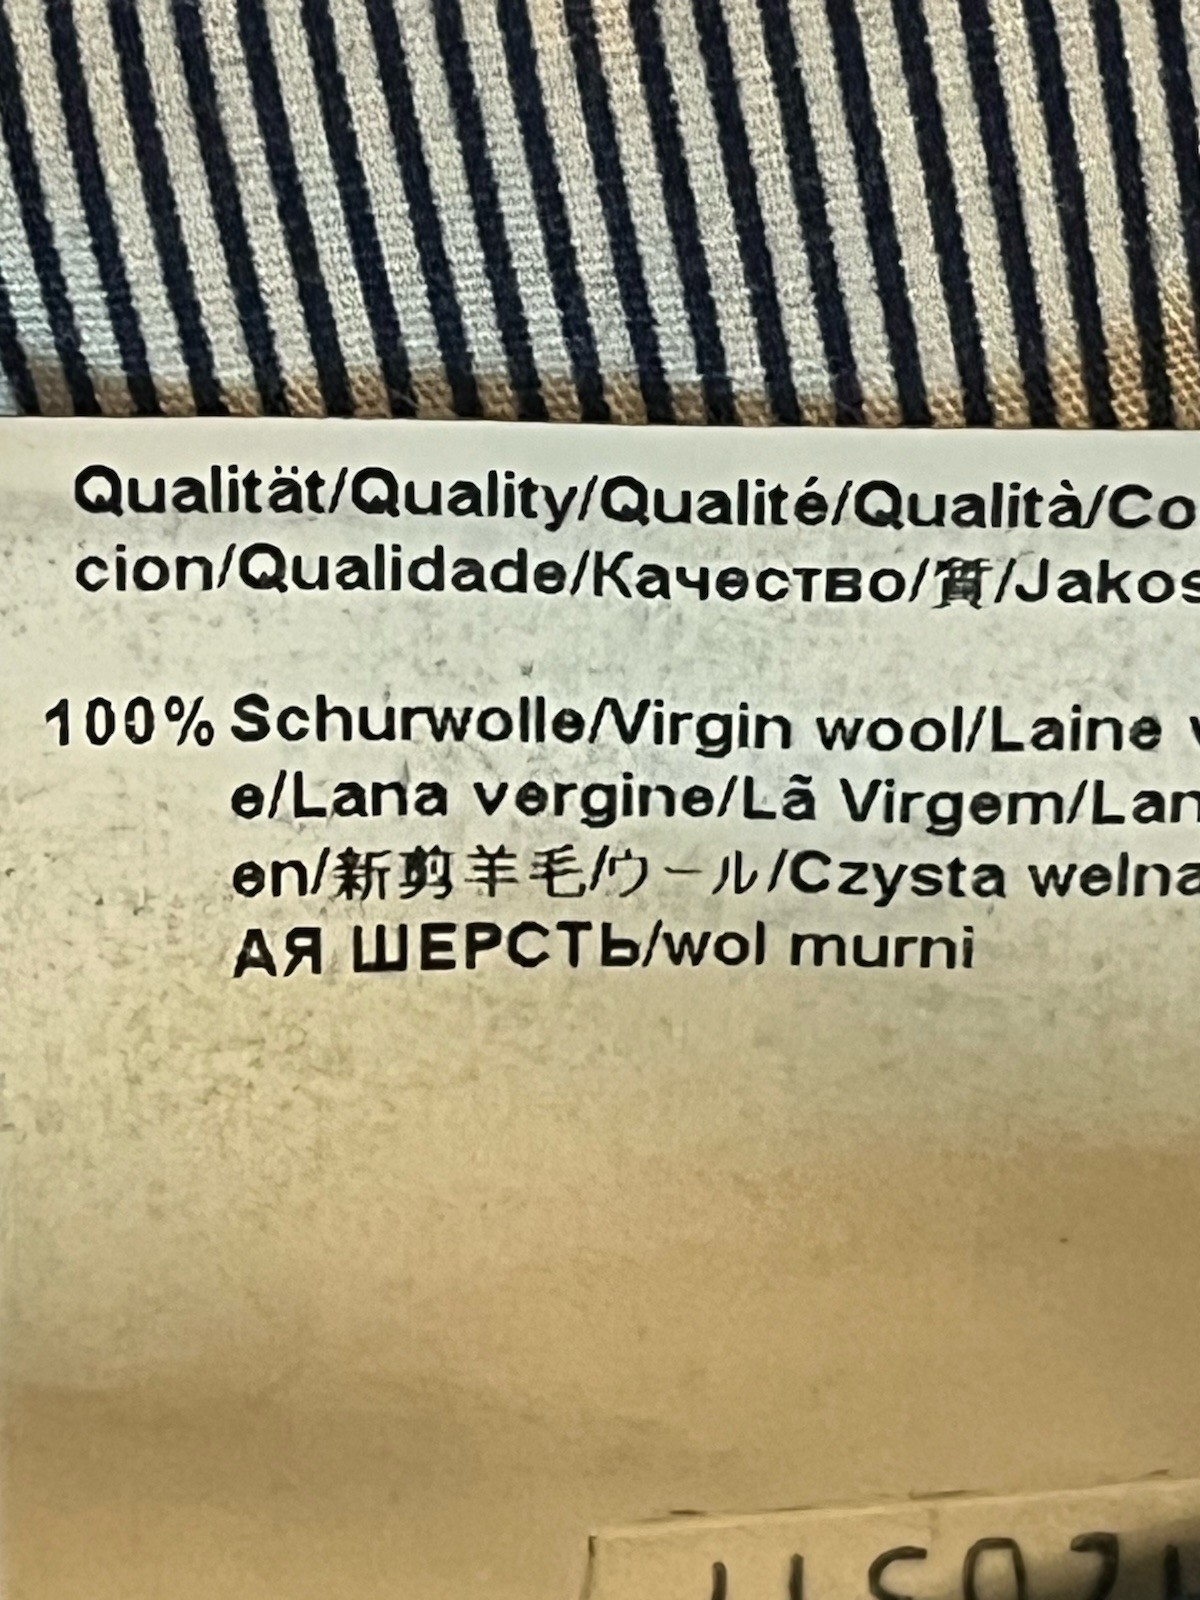 Qualität/Quality/Qualité/Qualità/Co
cion/Qualidade/Качество/質/Jakos
100% Schurwolle/Virgin wool/Laine v
e/Lana vergine/Lã Virgem/Lan
en/新剪羊毛/ウール/Czysta welna
АЯ ШЕРСТЬ/wol murni